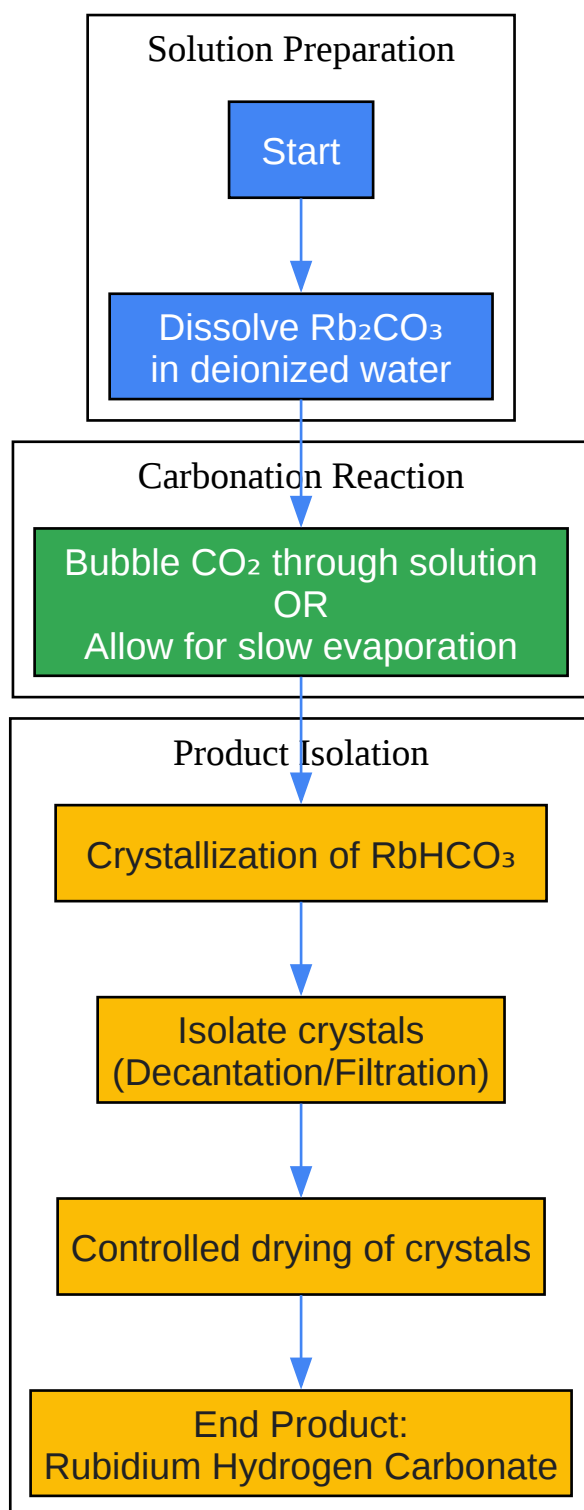 Solution Preparation
Start
Dissolve Rb₂CO₃
in deionized water
Carbonation Reaction
Bubble CO₂ through solution
OR
Allow for slow evaporation
Product Isolation
Crystallization of RbHCO₃
Isolate crystals
(Decantation/Filtration)
Controlled drying of crystals
End Product:
Rubidium Hydrogen Carbonate